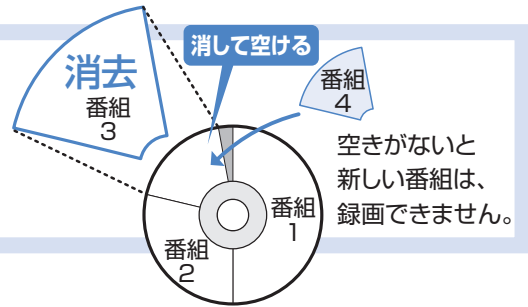 消して空ける
消去
番組
3
番組
4
空きがないと
新しい番組は、
録画できません。
番組
1
番組
2